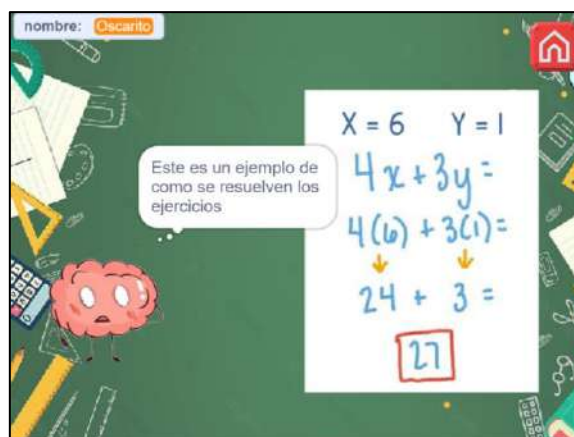 nombre: Oscarito
Este es un ejemplo de
como se resuelven los
ejercicios
X = 6 Y = 1
4x + 3y =
4(6) + 3(1) =
24 + 3 =
27